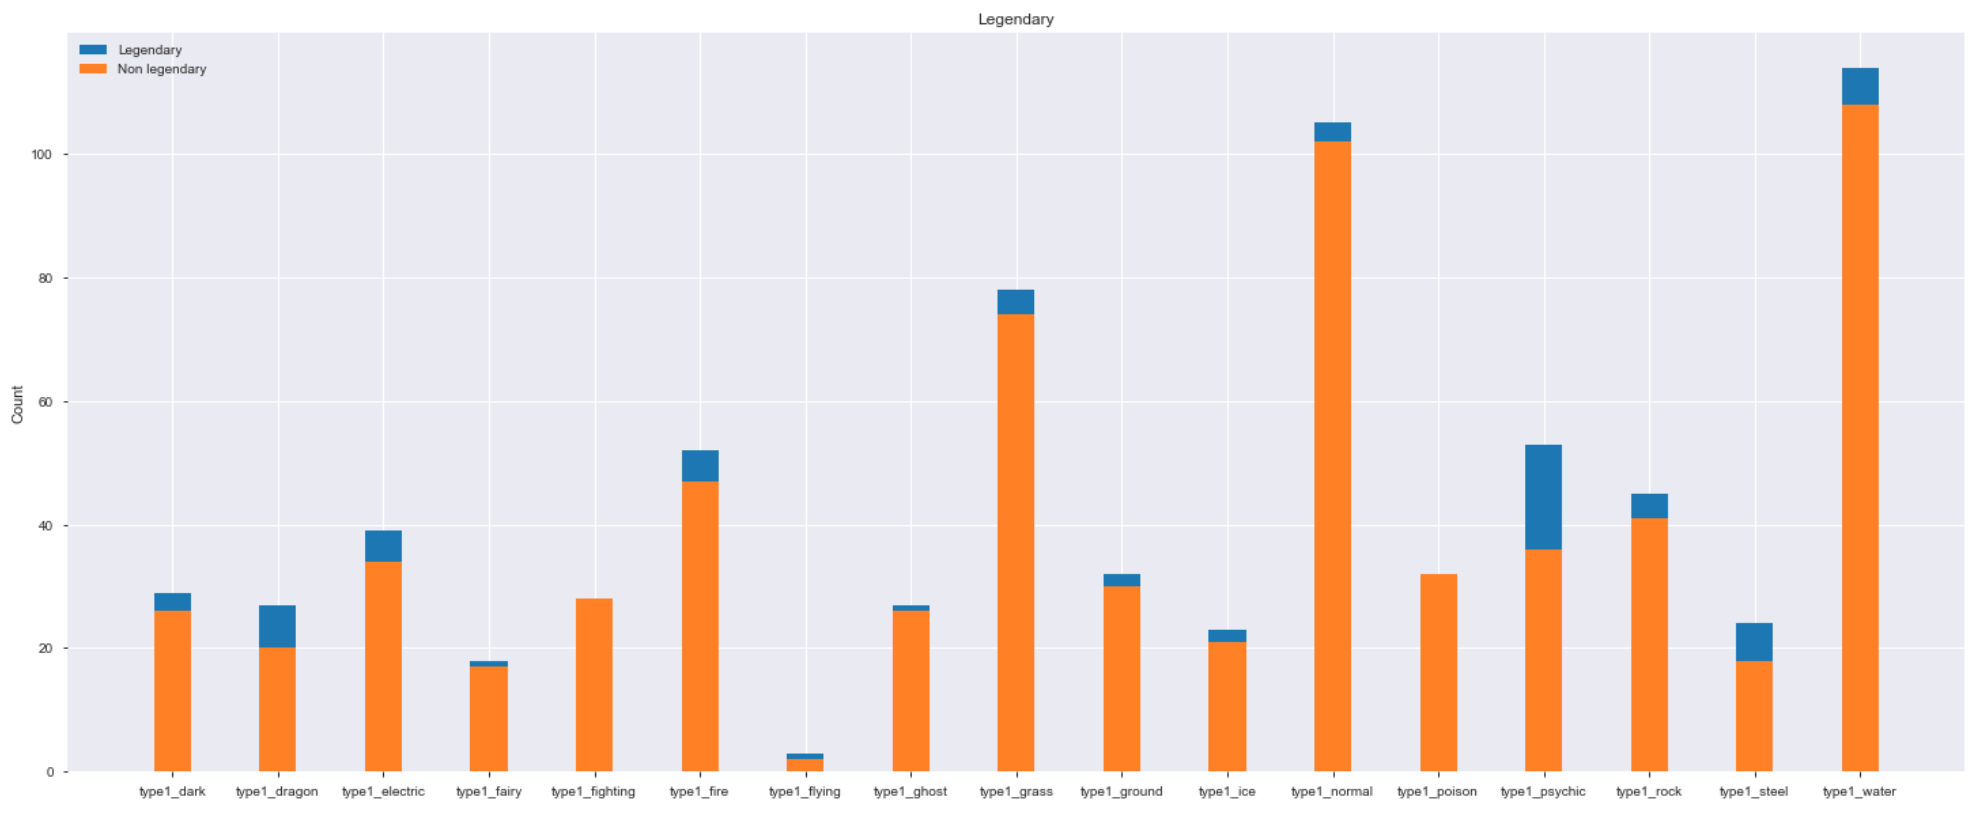 Legendary
Legendary
Non legendary
Count
100
80
60
40
20
0
type1_dark type1_dragon type1_electric type1_fairy type1_fighting type1_fire type1_flying type1_ghost type1_grass type1_ground type1_ice type1_normal type1_poison type1_psychic type1_rock type1_steel type1_water